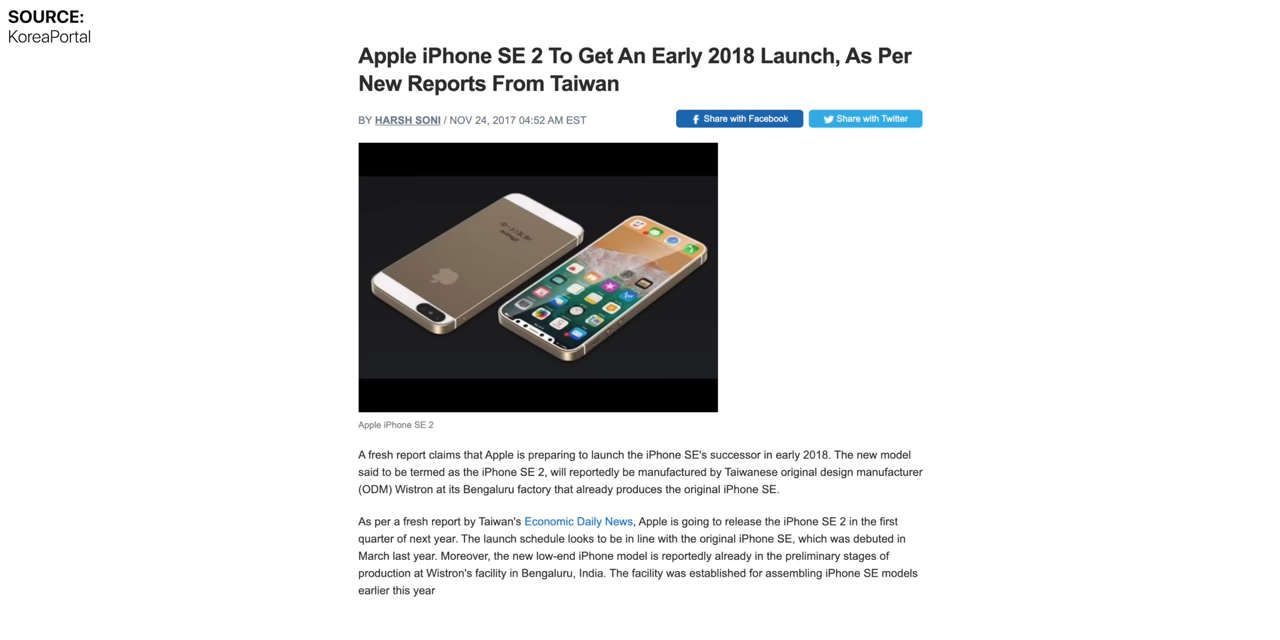 SOURCE:
KoreaPortal
Apple iPhone SE 2 To Get An Early 2018 Launch, As Per
New Reports From Taiwan
BY HARSH SONI / NOV 24, 2017 04:52 AM EST
Share with Facebook
Share with Twitter
Apple iPhone SE 2
A fresh report claims that Apple is preparing to launch the iPhone SE's successor in early 2018. The new model
said to be termed as the iPhone SE 2, will reportedly be manufactured by Taiwanese original design manufacturer
(ODM) Wistron at its Bengaluru factory that already produces the original iPhone SE.
As per a fresh report by Taiwan's Economic Daily News, Apple is going to release the iPhone SE 2 in the first
quarter of next year. The launch schedule looks to be in line with the original iPhone SE, which was debuted in
March last year. Moreover, the new low-end iPhone model is reportedly already in the preliminary stages of
production at Wistron's facility in Bengaluru, India. The facility was established for assembling iPhone SE models
earlier this year